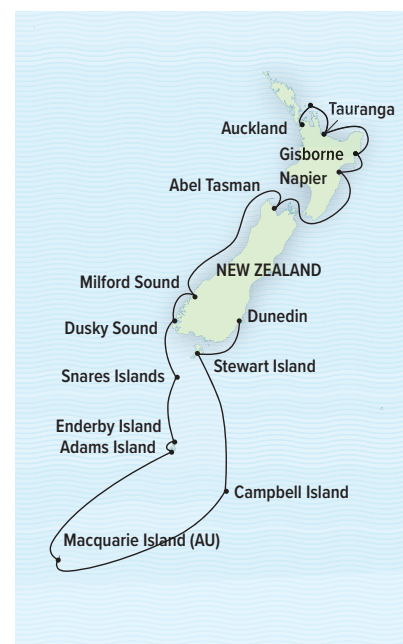 Tauranga
Auckland
Gisborne
Napier
Abel Tasman
NEW ZEALAND
Milford Sound
Dunedin
Dusky Sound
Stewart Island
Snares Islands
Enderby Island
Adams Island
Campbell Island
Macquarie Island (AU)